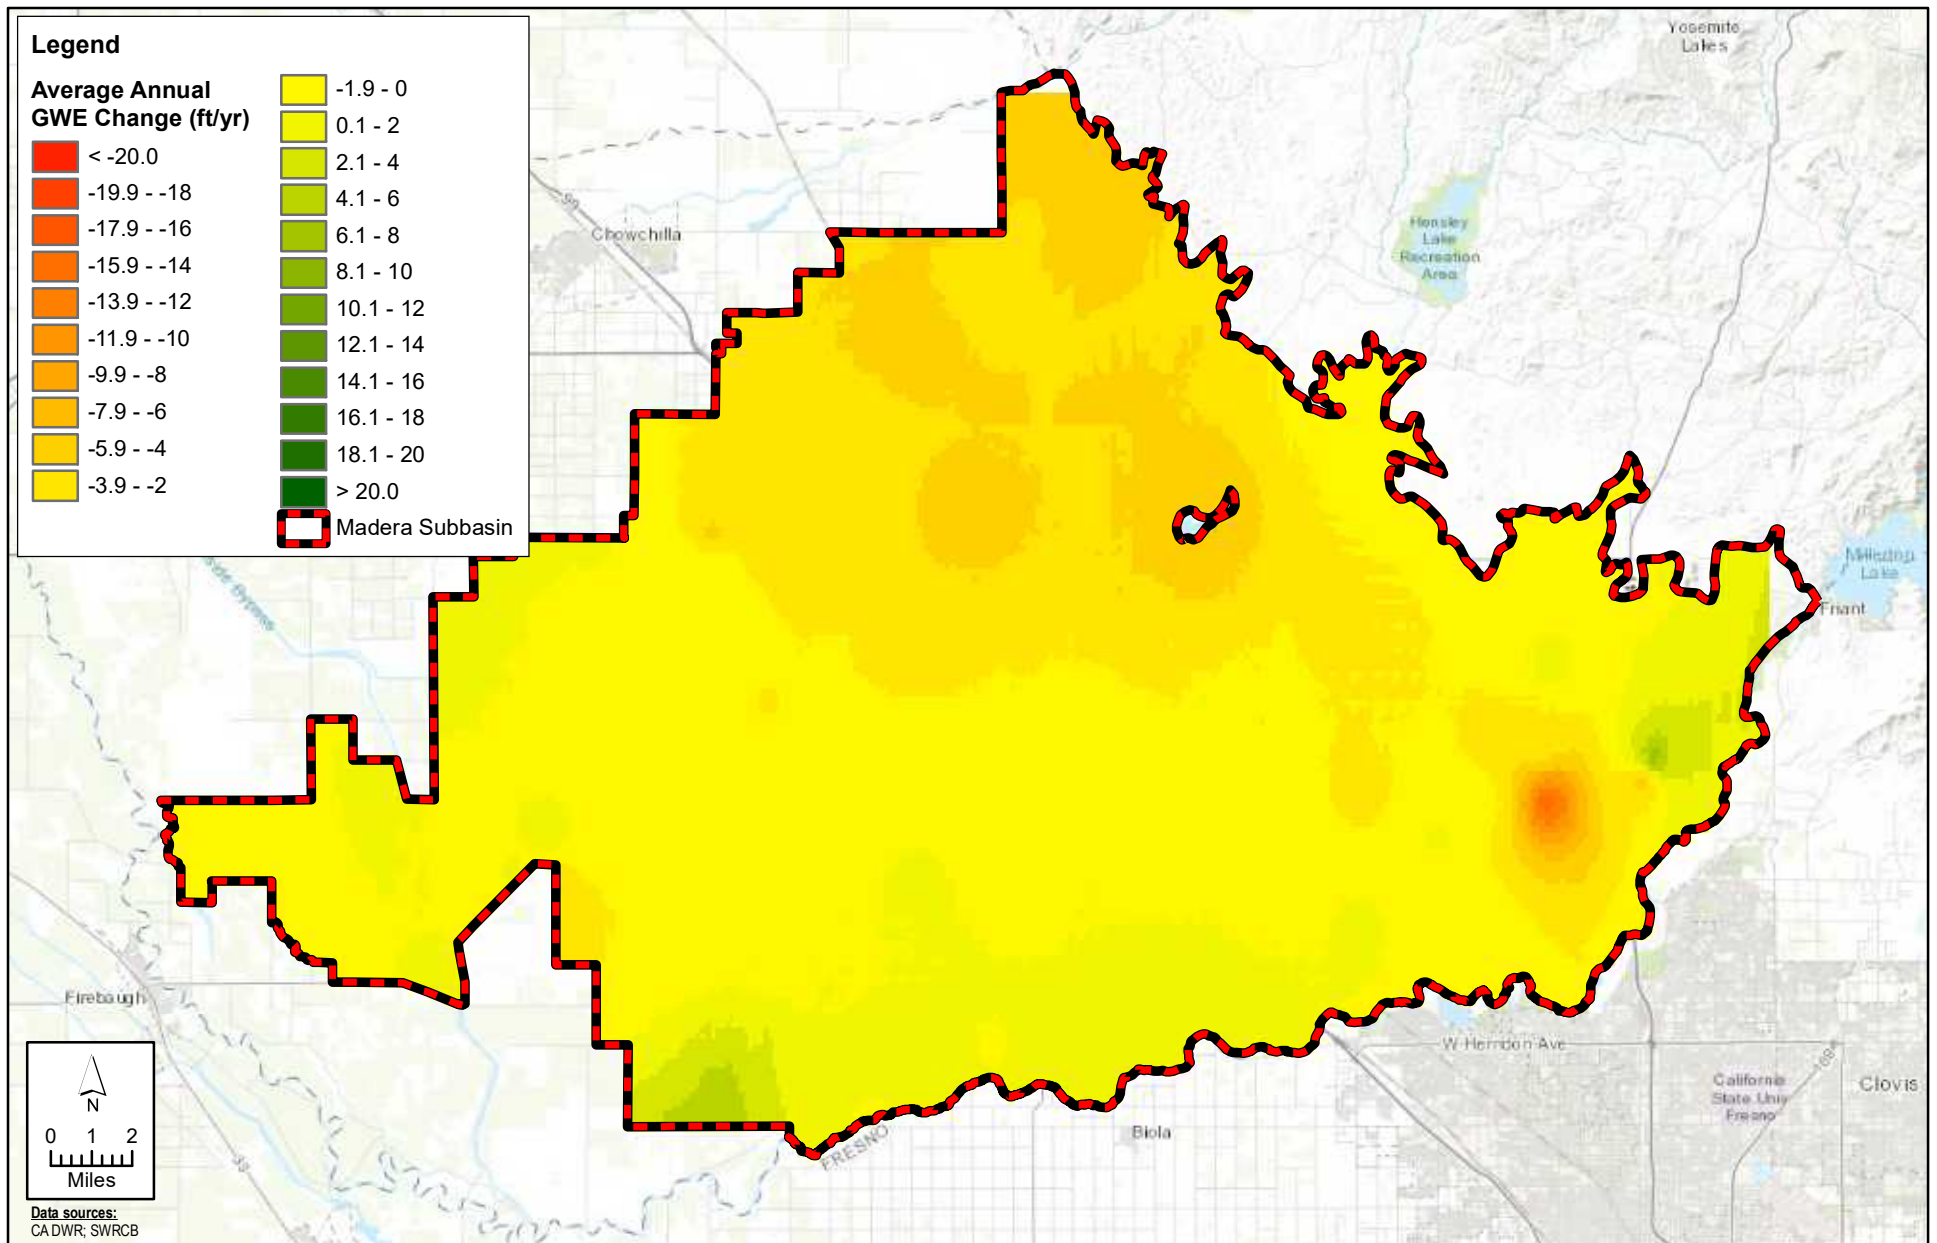 Legend
Average Annual
GWE Change (ft/yr)
< -20.0
-19.9 - -18
-17.9 - -16
-15.9 - -14
-13.9 - -12
-11.9 - -10
-9.9 - -8
-7.9 - -6
-5.9 - -4
-3.9 - -2
-1.9 - 0
0.1 - 2
2.1 - 4
4.1 - 6
6.1 - 8
8.1 - 10
10.1 - 12
12.1 - 14
14.1 - 16
16.1 - 18
18.1 - 20
> 20.0
Madera Subbasin
Yosemite
Lakes
Chowchilla
Hensley
Lake
Recreation
Area
Millerton
Lake
Friant
Bypass
Firebaugh
W Herndon Ave
California
State Univ
Fresno
Clovis
168
Biola
FRESNO
N
0 1 2
Miles
Data sources:
CA DWR; SWRCB